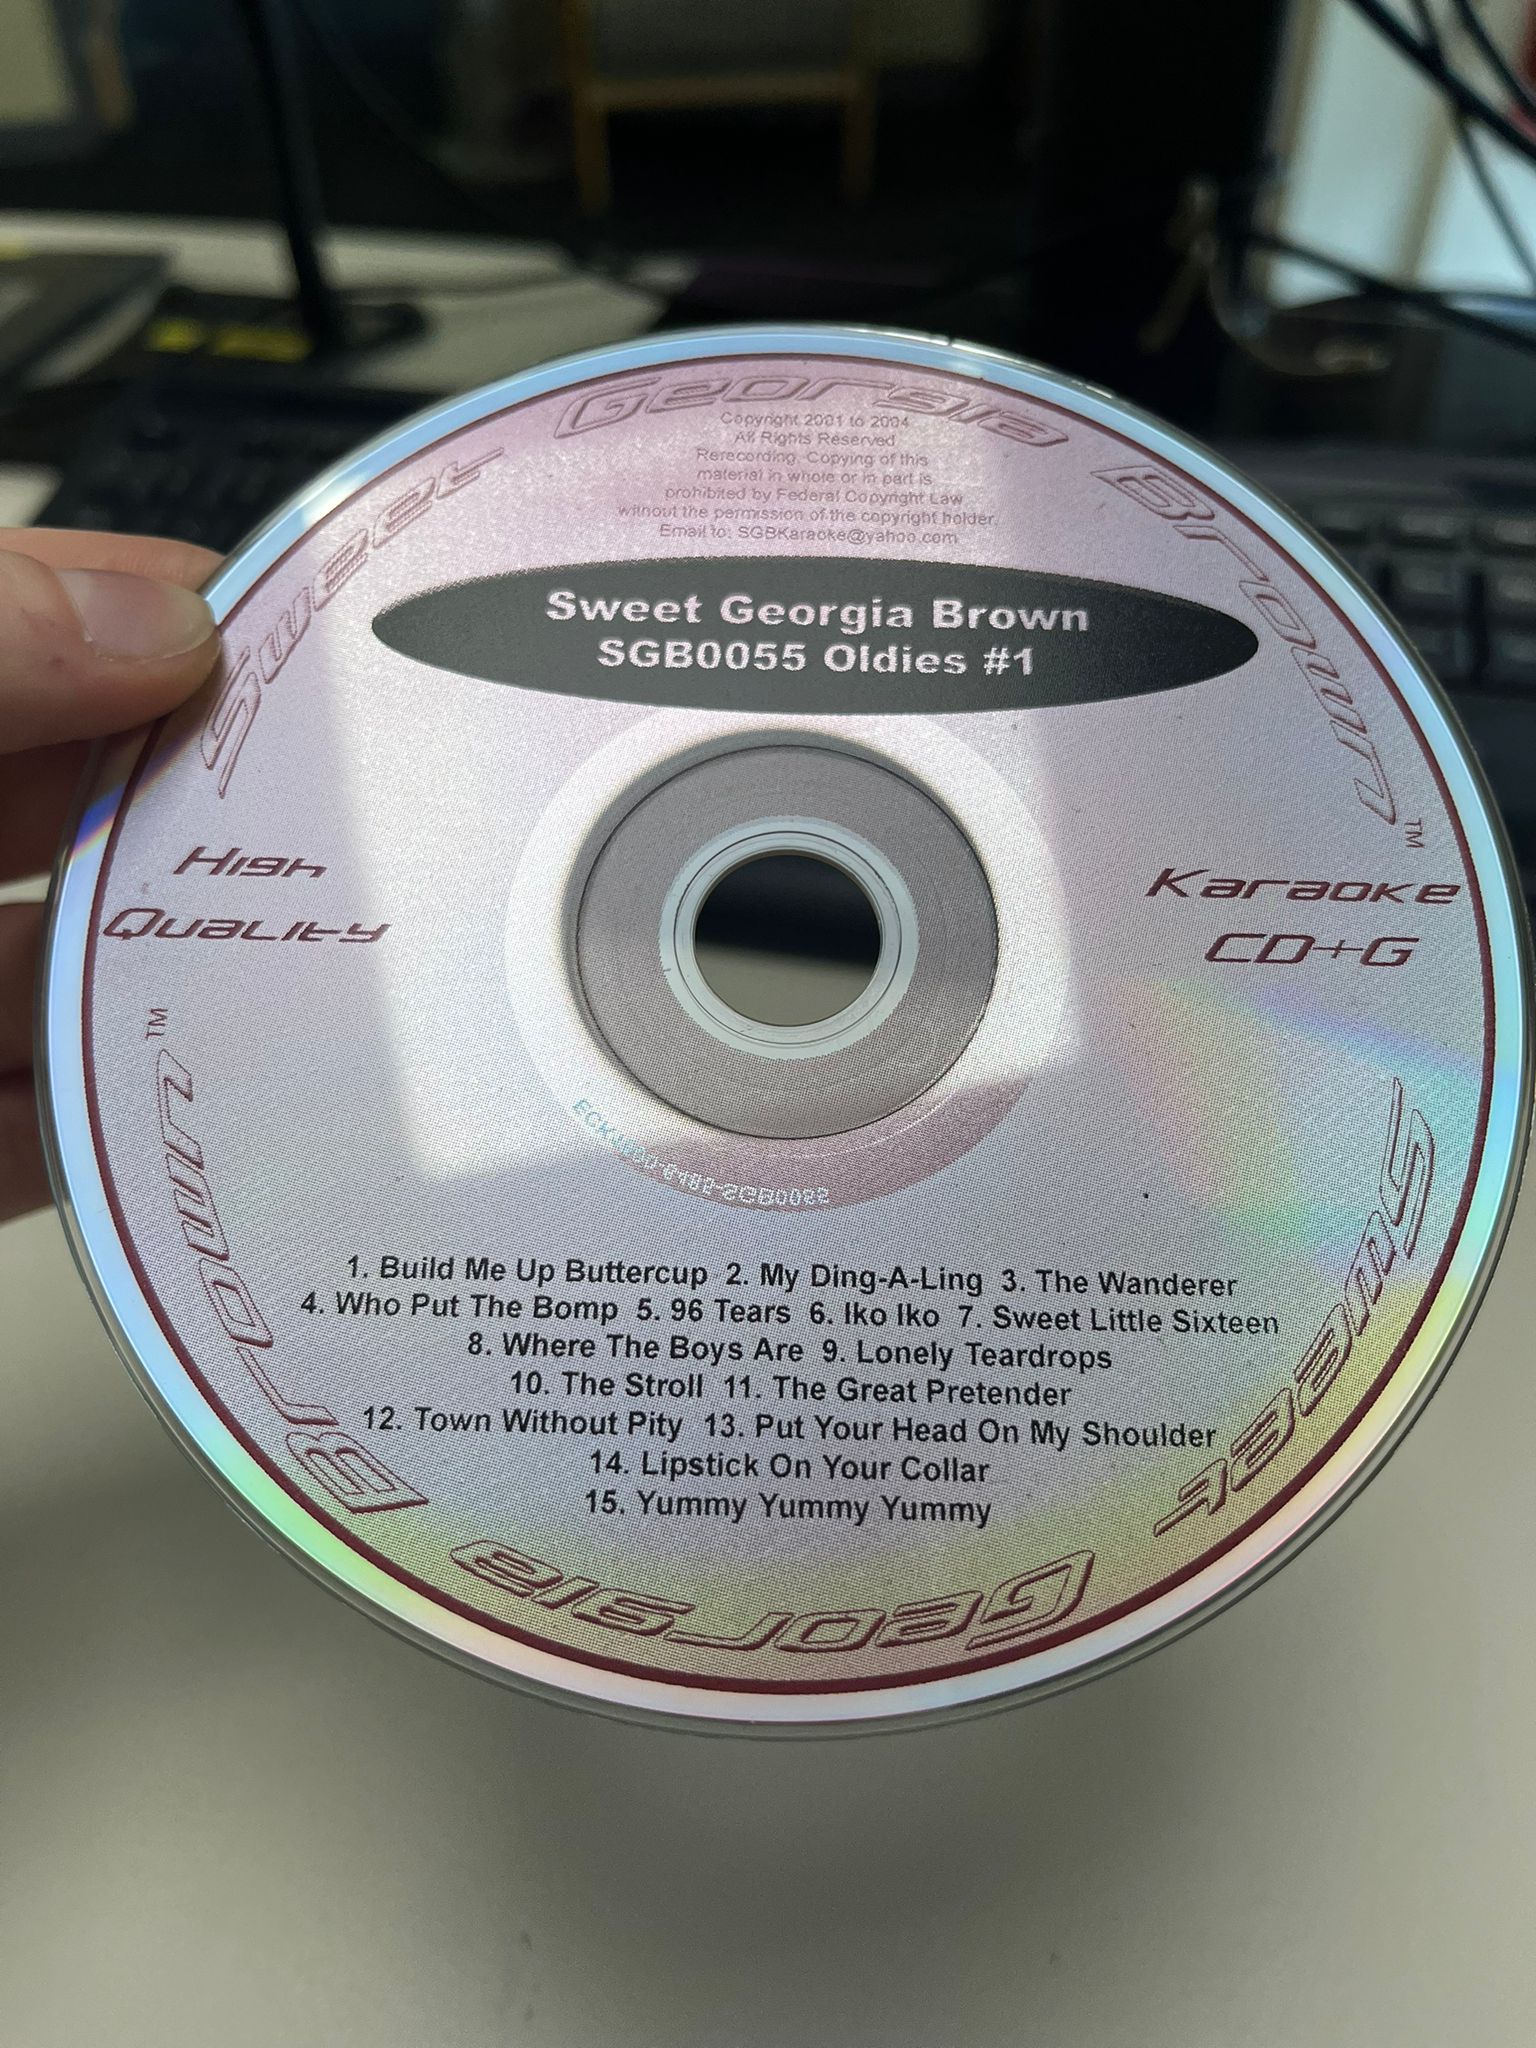 Sweet Georgia Brown™
Copyright 2001 to 2004
All Rights Reserved
Rerecording, Copying of this
material in whole or in part is
prohibited by Federal Copyright Law
without the permission of the copyright holder.
Email to: SGBKaraoke@yahoo.com
Sweet Georgia Brown
SGB0055 Oldies #1
High
Quality
Karaoke
CD+G
1. Build Me Up Buttercup 2. My Ding-A-Ling 3. The Wanderer
4. Who Put The Bomp 5. 96 Tears 6. Iko Iko 7. Sweet Little Sixteen
8. Where The Boys Are 9. Lonely Teardrops
10. The Stroll 11. The Great Pretender
12. Town Without Pity 13. Put Your Head On My Shoulder
14. Lipstick On Your Collar
15. Yummy Yummy Yummy
Sweet Georgia Brown™